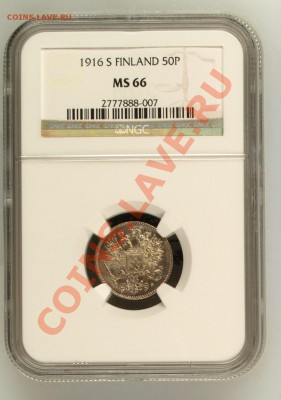 COINS.LAVE.RU
1916 S FINLAND 50P
MS 66
2777888-007
NGC
COINS.LAVE.RU